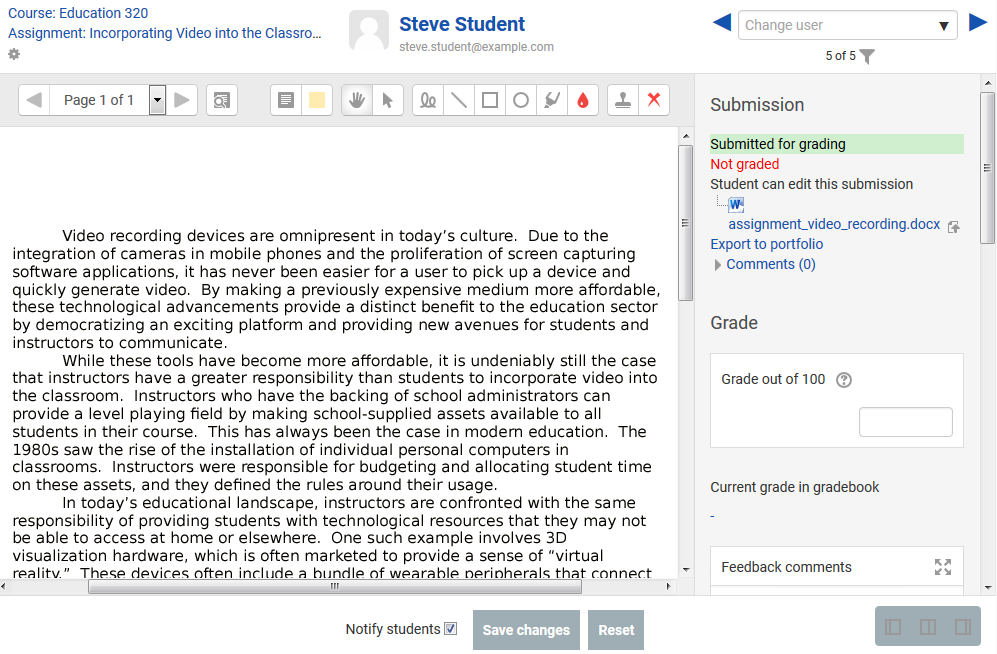 Course: Education 320
Assignment: Incorporating Video into the Classro...
Steve Student
steve.student@example.com
Change user
5 of 5
Page 1 of 1
Video recording devices are omnipresent in today’s culture.  Due to the
integration of cameras in mobile phones and the proliferation of screen capturing
software applications, it has never been easier for a user to pick up a device and
quickly generate video.  By making a previously expensive medium more affordable,
these technological advancements provide a distinct benefit to the education sector
by democratizing an exciting platform and providing new avenues for students and
instructors to communicate.
While these tools have become more affordable, it is undeniably still the case
that instructors have a greater responsibility than students to incorporate video into
the classroom.  Instructors who have the backing of school administrators can
provide a level playing field by making school-supplied assets available to all
students in their course.  This has always been the case in modern education.  The
1980s saw the rise of the installation of individual personal computers in
classrooms.  Instructors were responsible for budgeting and allocating student time
on these assets, and they defined the rules around their usage.
In today’s educational landscape, instructors are confronted with the same
responsibility of providing students with technological resources that they may not
be able to access at home or elsewhere.  One such example involves 3D
visualization hardware, which is often marketed to provide a sense of “virtual
reality.”  These devices often include a bundle of wearable peripherals that connect
Submission
Submitted for grading
Not graded
Student can edit this submission
W
assignment_video_recording.docx
Export to portfolio
Comments (0)
Grade
Grade out of 100 ?
Current grade in gradebook
-
Feedback comments
Notify students
Save changes
Reset